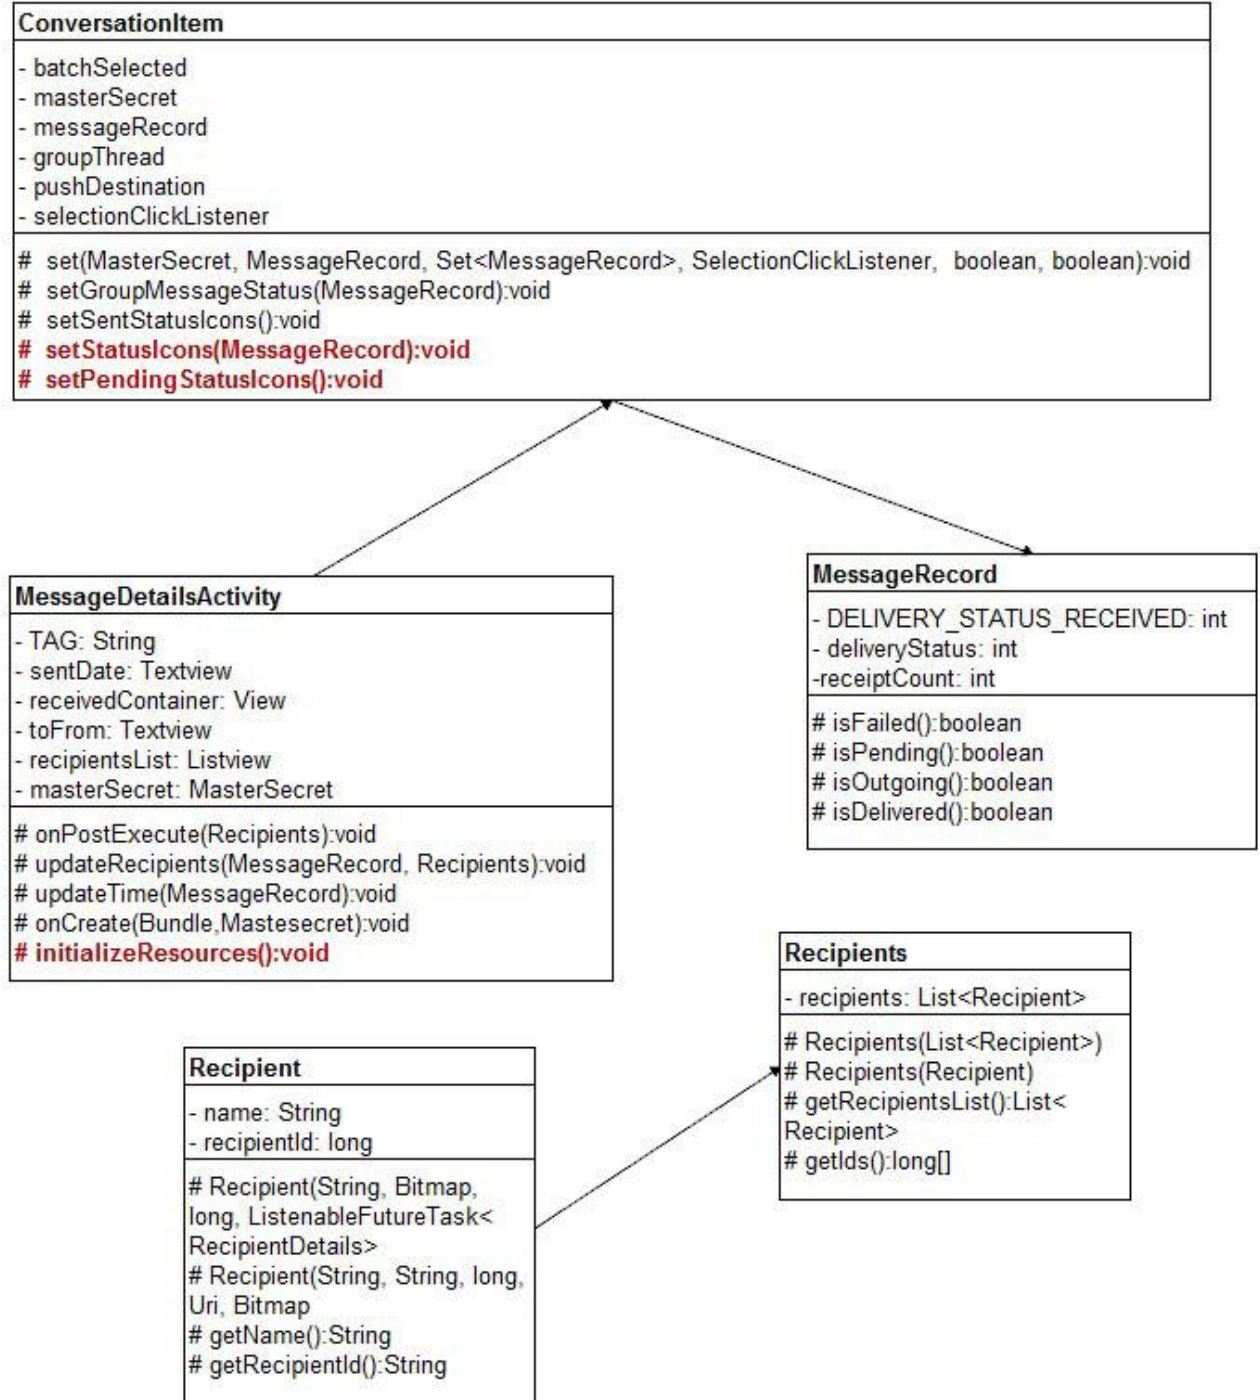 ConversationItem
- batchSelected
- masterSecret
- messageRecord
- groupThread
- pushDestination
- selectionClickListener
# set(MasterSecret, MessageRecord, Set<MessageRecord>, SelectionClickListener, boolean, boolean):void
# setGroupMessageStatus(MessageRecord):void
# setSentStatusIcons():void
# setStatusIcons(MessageRecord):void
# setPendingStatusIcons():void
MessageDetailsActivity
- TAG: String
- sentDate: Textview
- receivedContainer: View
- toFrom: Textview
- recipientsList: Listview
- masterSecret: MasterSecret
# onPostExecute(Recipients):void
# updateRecipients(MessageRecord, Recipients):void
# updateTime(MessageRecord):void
# onCreate(Bundle,Mastesecret):void
# initializeResources():void
MessageRecord
- DELIVERY_STATUS_RECEIVED: int
- deliveryStatus: int
-receiptCount: int
# isFailed():boolean
# isPending():boolean
# isOutgoing():boolean
# isDelivered():boolean
Recipients
- recipients: List<Recipient>
# Recipients(List<Recipient>)
# Recipients(Recipient)
# getRecipientsList():List<
Recipient>
# getIds():long[]
Recipient
- name: String
- recipientId: long
# Recipient(String, Bitmap,
long, ListenableFutureTask<
RecipientDetails>
# Recipient(String, String, long,
Uri, Bitmap
# getName():String
# getRecipientId():String